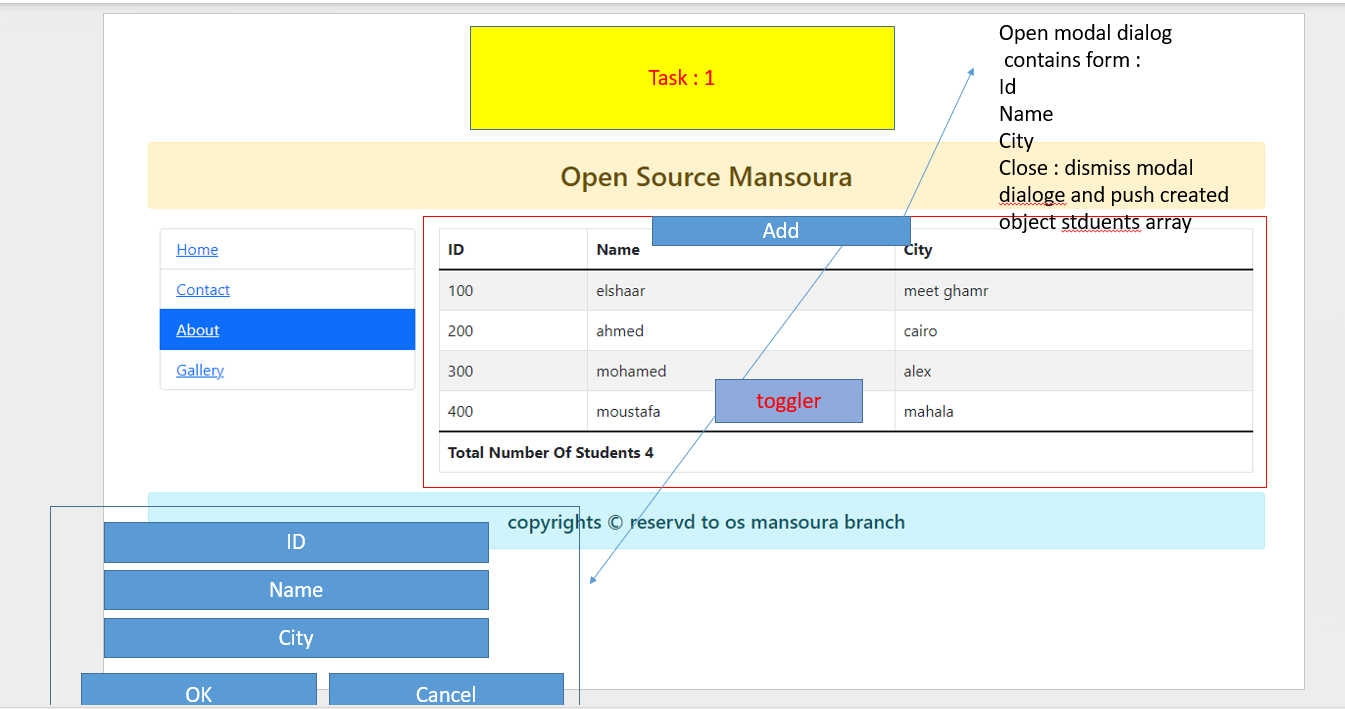 Task : 1
Open modal dialog
contains form :
Id
Name
City
Close : dismiss modal
dialoge and push created
object stduents array
Open Source Mansoura
Add
Home
Contact
About
Gallery
ID Name City
100 elshaar meet ghamr
200 ahmed cairo
300 mohamed alex
400 moustafa mahala
toggler
Total Number Of Students 4
copyrights © reservd to os mansoura branch
ID
Name
City
OK Cancel